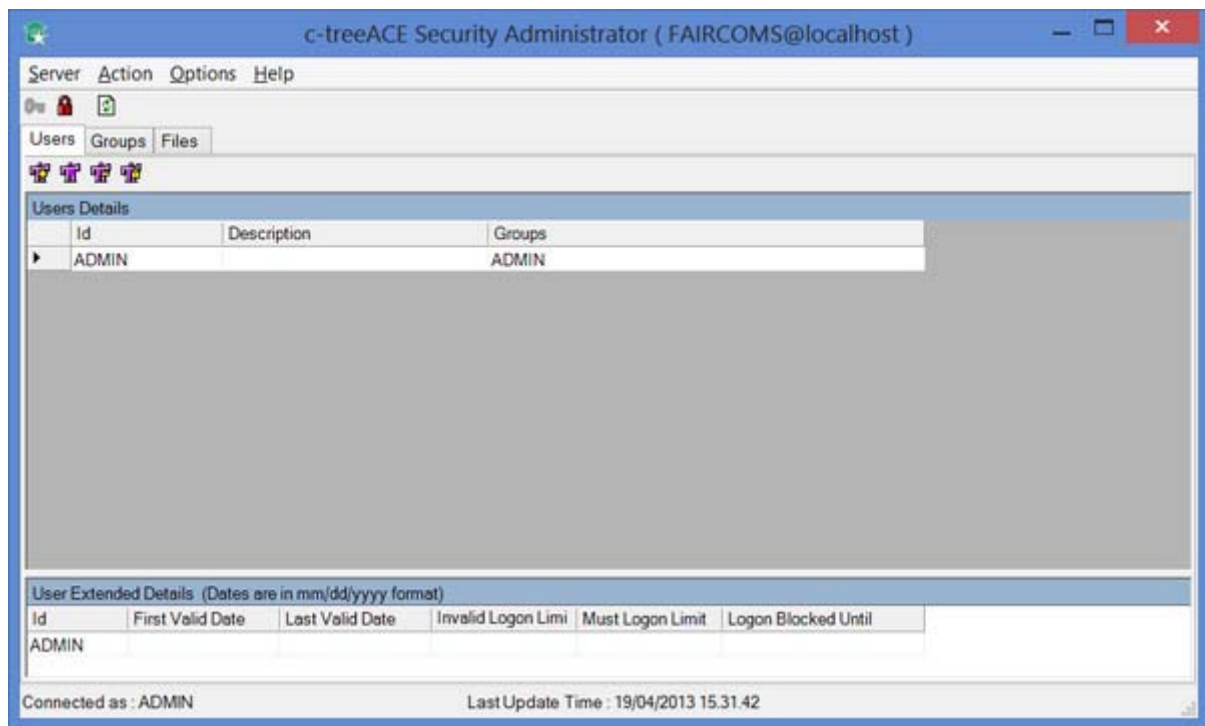 c-treeACE Security Administrator ( FAIRCOMS@localhost )
Server Action Options Help
Users Groups Files
Users Details
Id Description Groups
ADMIN ADMIN
User Extended Details (Dates are in mm/dd/yyyy format)
Id First Valid Date Last Valid Date Invalid Logon Limi Must Logon Limit Logon Blocked Until
ADMIN
Connected as : ADMIN Last Update Time : 19/04/2013 15.31.42